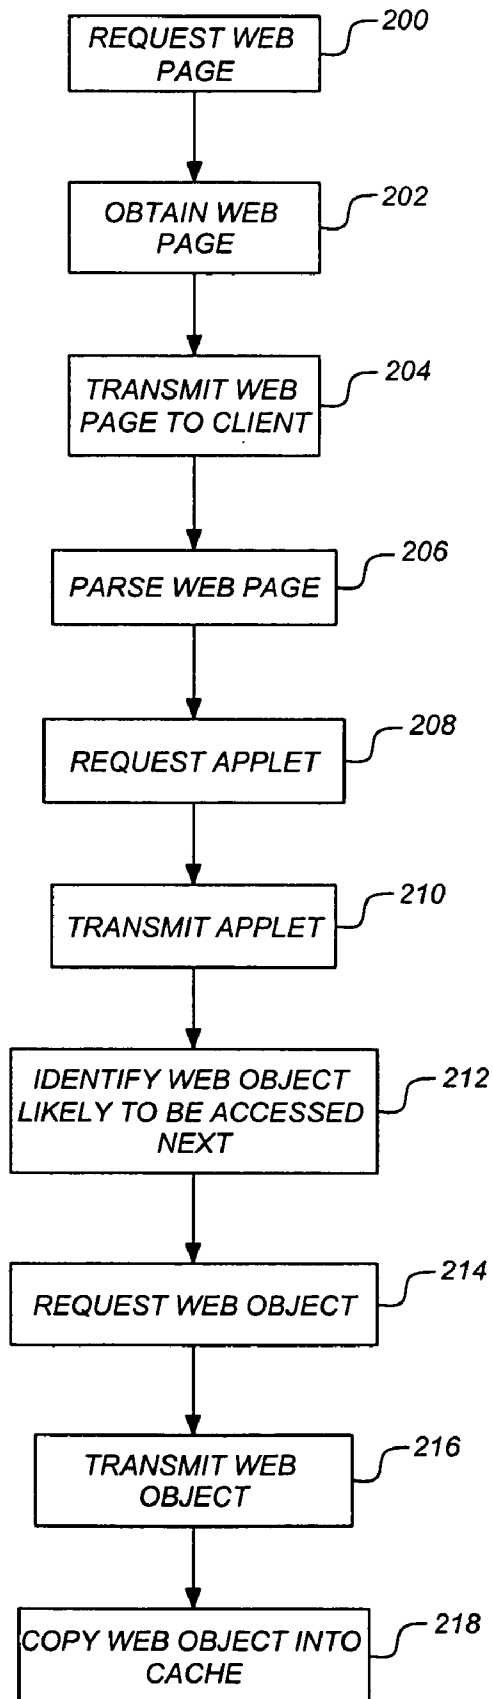 REQUEST WEB
PAGE
200
OBTAIN WEB
PAGE
202
TRANSMIT WEB
PAGE TO CLIENT
204
PARSE WEB PAGE
206
REQUEST APPLET
208
TRANSMIT APPLET
210
IDENTIFY WEB OBJECT
LIKELY TO BE ACCESSED
NEXT
212
REQUEST WEB OBJECT
214
TRANSMIT WEB
OBJECT
216
COPY WEB OBJECT INTO
CACHE
218